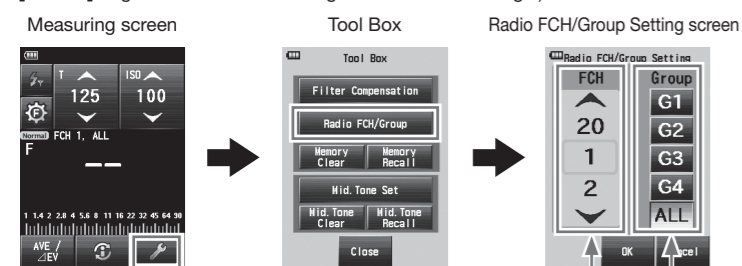 Measuring screen
Tool Box
Radio FCH/Group Setting screen
T
125
ISO
100
Normal FCH 1, ALL
F
1 1.4 2 2.8 4 5.6 8 11 16 22 32 45 64 90
AVE / ⊿EV
Tool Box
Filter Compensation
Radio FCH/Group
Memory Clear
Memory Recall
Mid. Tone Set
Mid. Tone Clear
Mid. Tone Recall
Close
Radio FCH/Group Setting
FCH
Group
20
1
2
G1
G2
G3
G4
ALL
OK